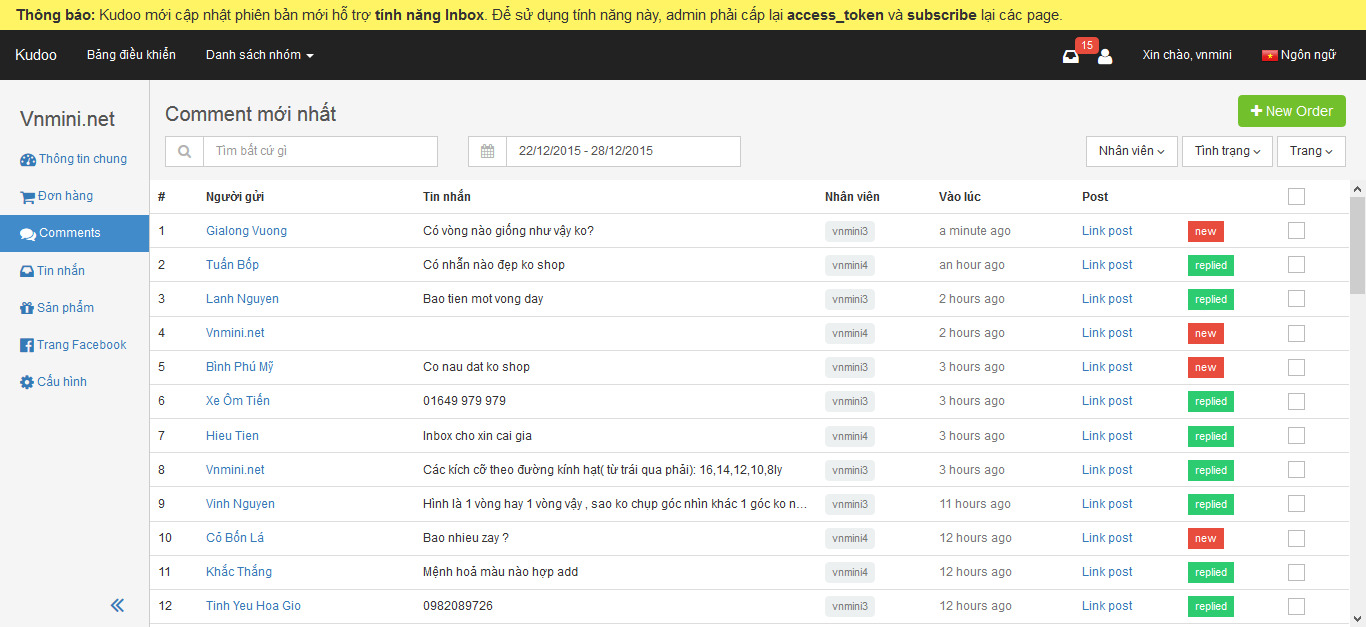 Thông báo: Kudoo mới cập nhật phiên bản mới hỗ trợ tính năng Inbox. Để sử dụng tính năng này, admin phải cấp lại access_token và subscribe lại các page.
Kudoo Bảng điều khiển Danh sách nhóm 15 Xin chào, vnmini Ngôn ngữ
Vnmini.net
Thông tin chung
Đơn hàng
Comments
Tin nhắn
Sản phẩm
Trang Facebook
Cấu hình
Comment mới nhất
New Order
Tìm bất cứ gì 22/12/2015 - 28/12/2015 Nhân viên Tình trạng Trang
# Người gửi Tin nhắn Nhân viên Vào lúc Post
1 Gialong Vuong Có vòng nào giống như vậy ko? vnmini3 a minute ago Link post new
2 Tuấn Bốp Có nhẫn nào đẹp ko shop vnmini4 an hour ago Link post replied
3 Lanh Nguyen Bao tien mot vong day vnmini3 2 hours ago Link post replied
4 Vnmini.net vnmini4 2 hours ago Link post new
5 Bình Phú Mỹ Co nau dat ko shop vnmini3 3 hours ago Link post new
6 Xe Ôm Tiến 01649 979 979 vnmini3 3 hours ago Link post replied
7 Hieu Tien Inbox cho xin cai gia vnmini4 3 hours ago Link post replied
8 Vnmini.net Các kích cỡ theo đường kính hạt( từ trái qua phải): 16,14,12,10,8ly vnmini3 3 hours ago Link post replied
9 Vinh Nguyen Hình là 1 vòng hay 1 vòng vậy , sao ko chụp góc nhìn khác 1 góc ko n... vnmini3 11 hours ago Link post replied
10 Cỏ Bốn Lá Bao nhieu zay ? vnmini4 12 hours ago Link post new
11 Khắc Thắng Mệnh hoả màu nào hợp add vnmini4 12 hours ago Link post replied
12 Tinh Yeu Hoa Gio 0982089726 vnmini3 12 hours ago Link post replied